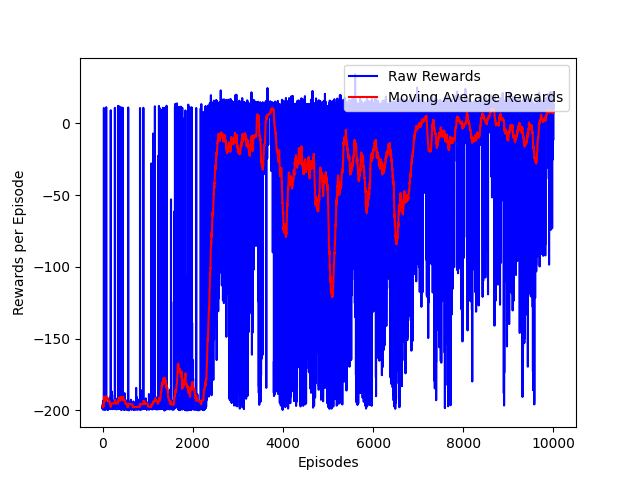 Raw Rewards
Moving Average Rewards
0
−50
−100
−150
−200
Rewards per Episode
0 2000 4000 6000 8000 10000
Episodes